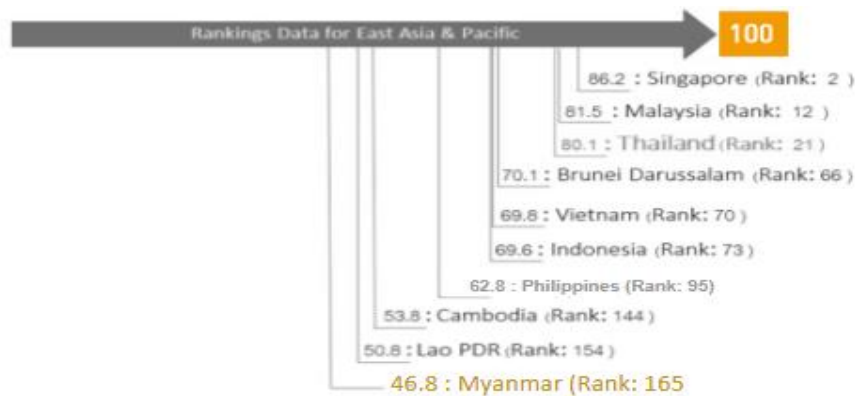 Rankings Data for East Asia & Pacific
100
86.2 : Singapore (Rank: 2 )
81.5 : Malaysia (Rank: 12 )
80.1 : Thailand (Rank: 21 )
70.1 : Brunei Darussalam (Rank: 66 )
69.8 : Vietnam (Rank: 70 )
69.6 : Indonesia (Rank: 73 )
62.8 : Philippines (Rank: 95)
53.8 : Cambodia (Rank: 144 )
50.8 : Lao PDR (Rank: 154 )
46.8 : Myanmar (Rank: 165